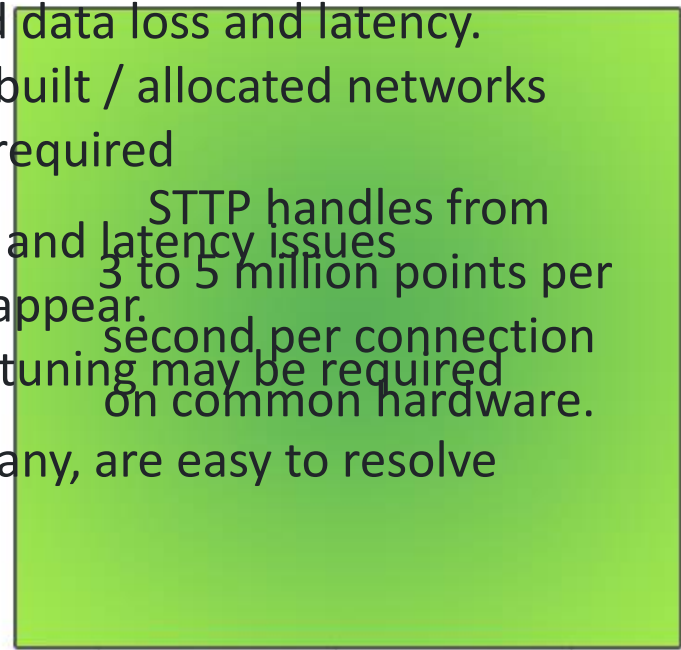 data loss and latency.
built / allocated networks
required
STTP handles from
and latency issues
3 to 5 million points per
appear.
second per connection
tuning may be required
on common hardware.
any, are easy to resolve